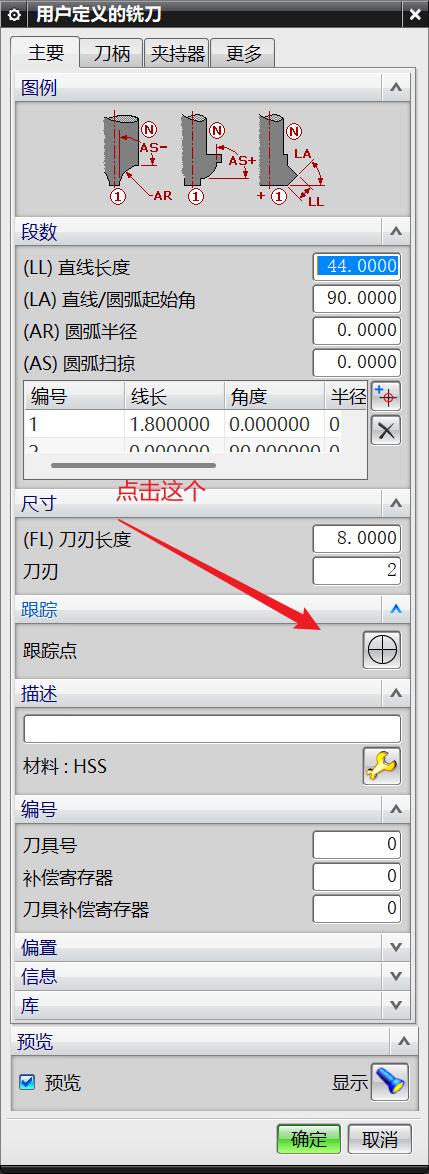 用户定义的铣刀
主要 刀柄 夹持器 更多
图例
N AS- 1 AR
N AS+ 1
N LA + 1 LL
段数
(LL) 直线长度 44.0000
(LA) 直线/圆弧起始角 90.0000
(AR) 圆弧半径 0.0000
(AS) 圆弧扫掠 0.0000
编号 线长 角度 半径
1 1.800000 0.000000 0
2 0.000000 90.000000 0
点击这个
尺寸
(FL) 刀刃长度 8.0000
刀刃 2
跟踪
跟踪点
描述
材料 : HSS
编号
刀具号 0
补偿寄存器 0
刀具补偿寄存器 0
偏置
信息
库
预览
预览 显示
确定 取消